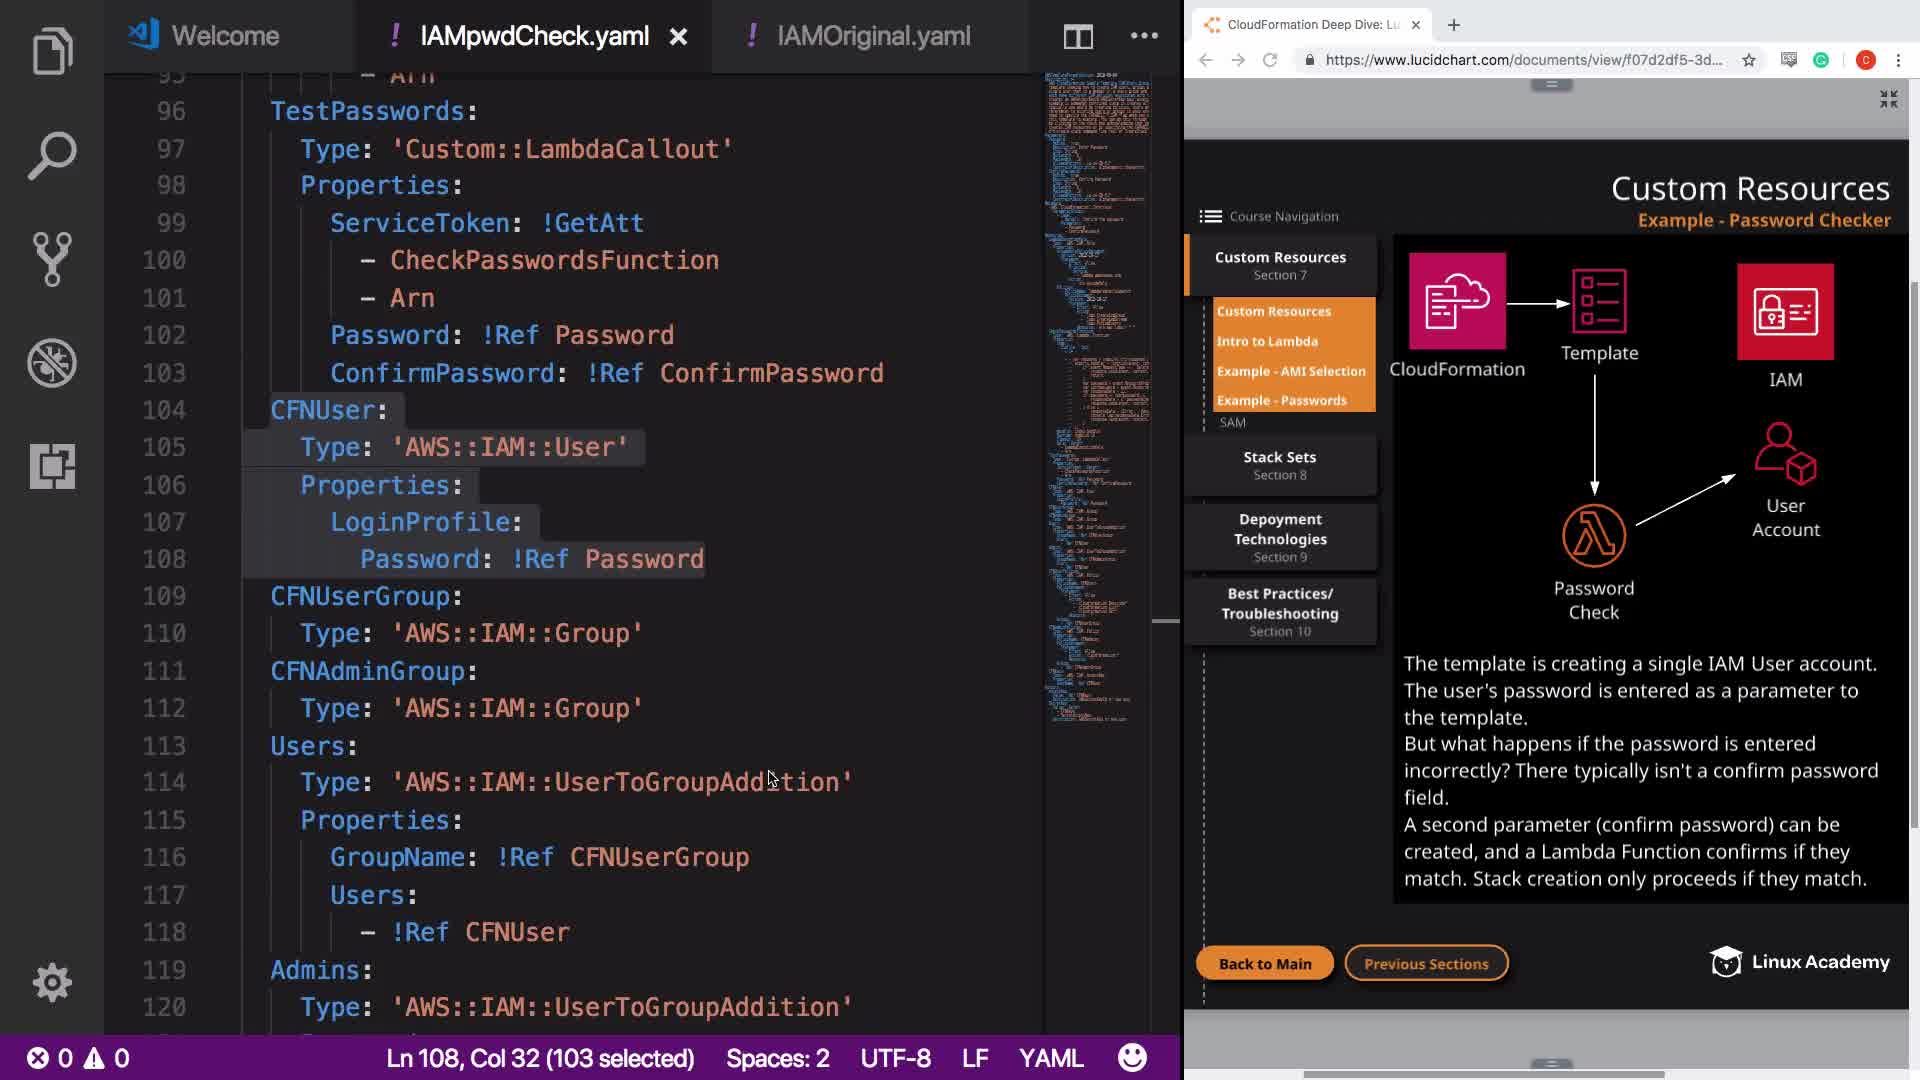 Welcome
! IAMpwdCheck.yaml
! IAMOriginal.yaml
95 - Arn
96 TestPasswords:
97 Type: 'Custom::LambdaCallout'
98 Properties:
99 ServiceToken: !GetAtt
100 - CheckPasswordsFunction
101 - Arn
102 Password: !Ref Password
103 ConfirmPassword: !Ref ConfirmPassword
104 CFNUser:
105 Type: 'AWS::IAM::User'
106 Properties:
107 LoginProfile:
108 Password: !Ref Password
109 CFNUserGroup:
110 Type: 'AWS::IAM::Group'
111 CFNAdminGroup:
112 Type: 'AWS::IAM::Group'
113 Users:
114 Type: 'AWS::IAM::UserToGroupAddition'
115 Properties:
116 GroupName: !Ref CFNUserGroup
117 Users:
118 - !Ref CFNUser
119 Admins:
120 Type: 'AWS::IAM::UserToGroupAddition'
0 0
Ln 108, Col 32 (103 selected)
Spaces: 2
UTF-8
LF
YAML
CloudFormation Deep Dive: Lu
https://www.lucidchart.com/documents/view/f07d2df5-3d...
C
Custom Resources
Example - Password Checker
Course Navigation
Custom Resources
Section 7
Custom Resources
Intro to Lambda
Example - AMI Selection
Example - Passwords
SAM
Stack Sets
Section 8
Depoyment
Technologies
Section 9
Best Practices/
Troubleshooting
Section 10
CloudFormation
Template
IAM
User
Account
Password
Check
The template is creating a single IAM User account.
The user's password is entered as a parameter to
the template.
But what happens if the password is entered
incorrectly? There typically isn't a confirm password
field.
A second parameter (confirm password) can be
created, and a Lambda Function confirms if they
match. Stack creation only proceeds if they match.
Back to Main
Previous Sections
Linux Academy